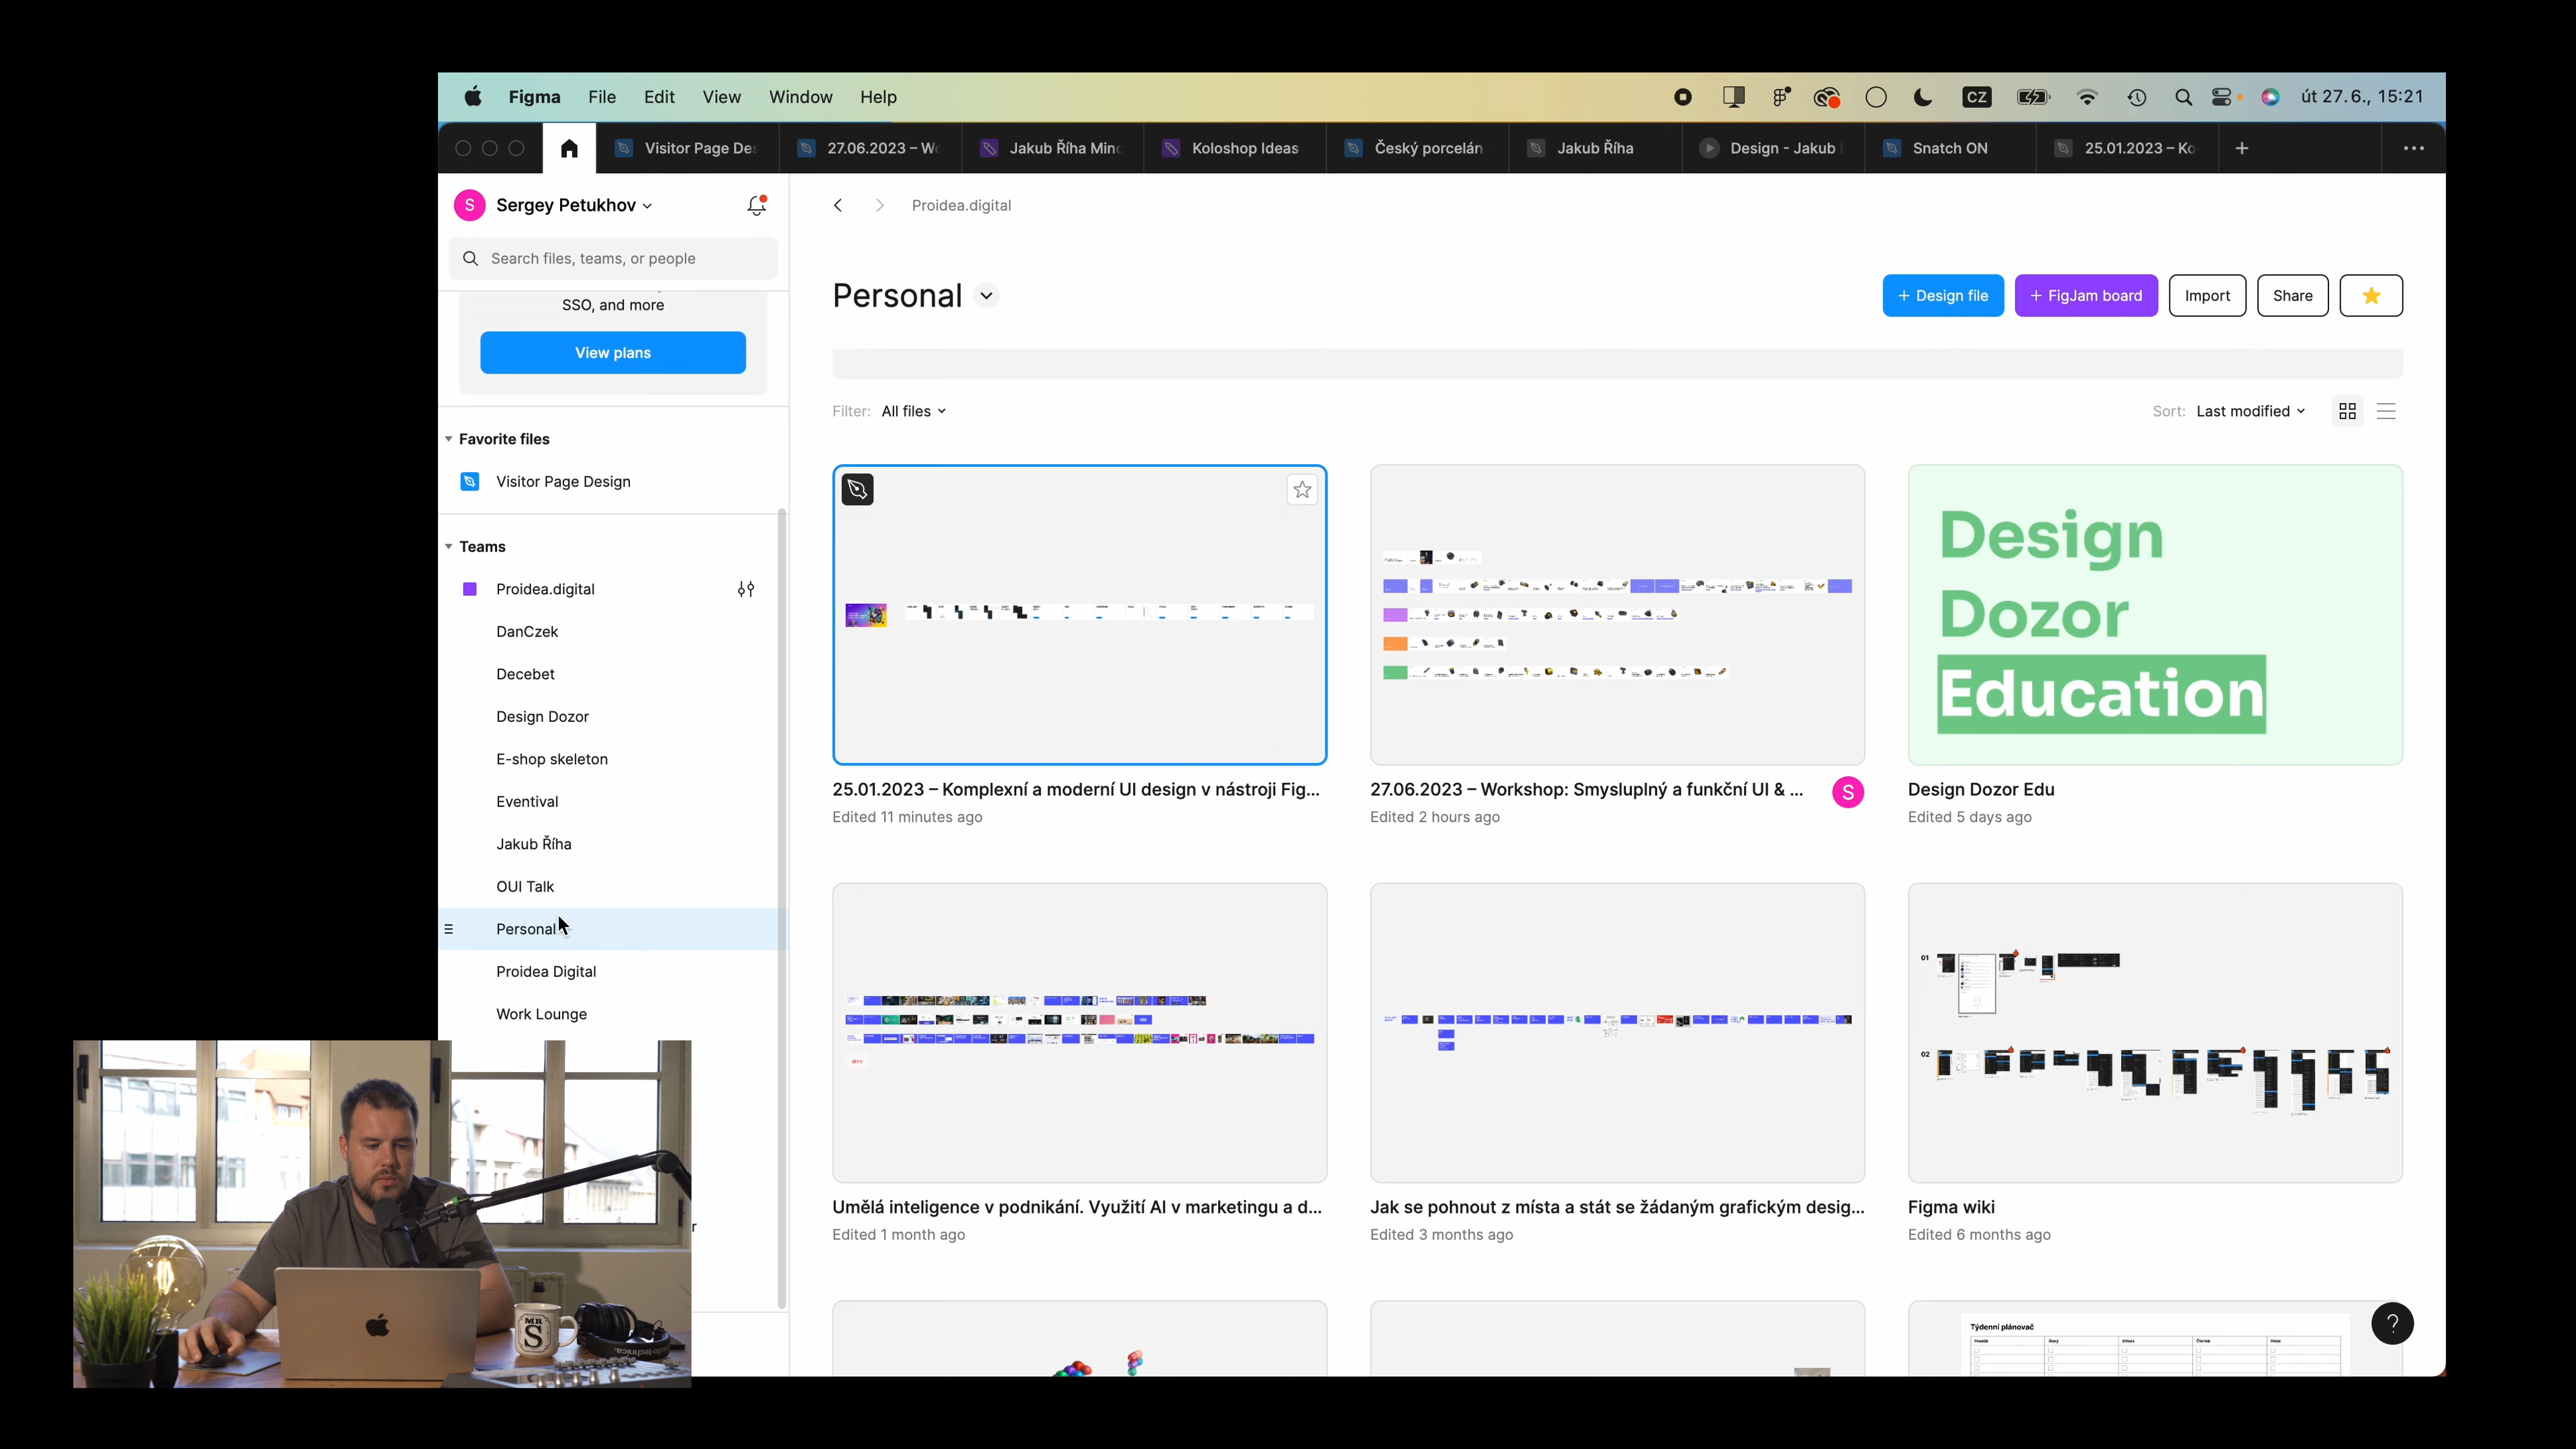 Figma File Edit View Window Help
CZ
út 27.6., 15:21
Visitor Page Des
27.06.2023 – Wo
Jakub Říha Mind
Koloshop Ideas
Český porcelán
Jakub Říha
Design - Jakub
Snatch ON
25.01.2023 – Ko
S
Sergey Petukhov
Search files, teams, or people
SSO, and more
View plans
Favorite files
Visitor Page Design
Teams
Proidea.digital
DanCzek
Decebet
Design Dozor
E-shop skeleton
Eventival
Jakub Říha
OUI Talk
Personal
Proidea Digital
Work Lounge
Proidea.digital
Personal
+ Design file
+ FigJam board
Import
Share
Filter: All files
Sort: Last modified
Design
Dozor
Education
25.01.2023 – Komplexní a moderní UI design v nástroji Fig...
Edited 11 minutes ago
27.06.2023 – Workshop: Smysluplný a funkční UI & ...
S
Edited 2 hours ago
Design Dozor Edu
Edited 5 days ago
01
02
Umělá inteligence v podnikání. Využití AI v marketingu a d...
Edited 1 month ago
Jak se pohnout z místa a stát se žádaným grafickým desig...
Edited 3 months ago
Figma wiki
Edited 6 months ago
Týdenní plánovač
?
MR
S